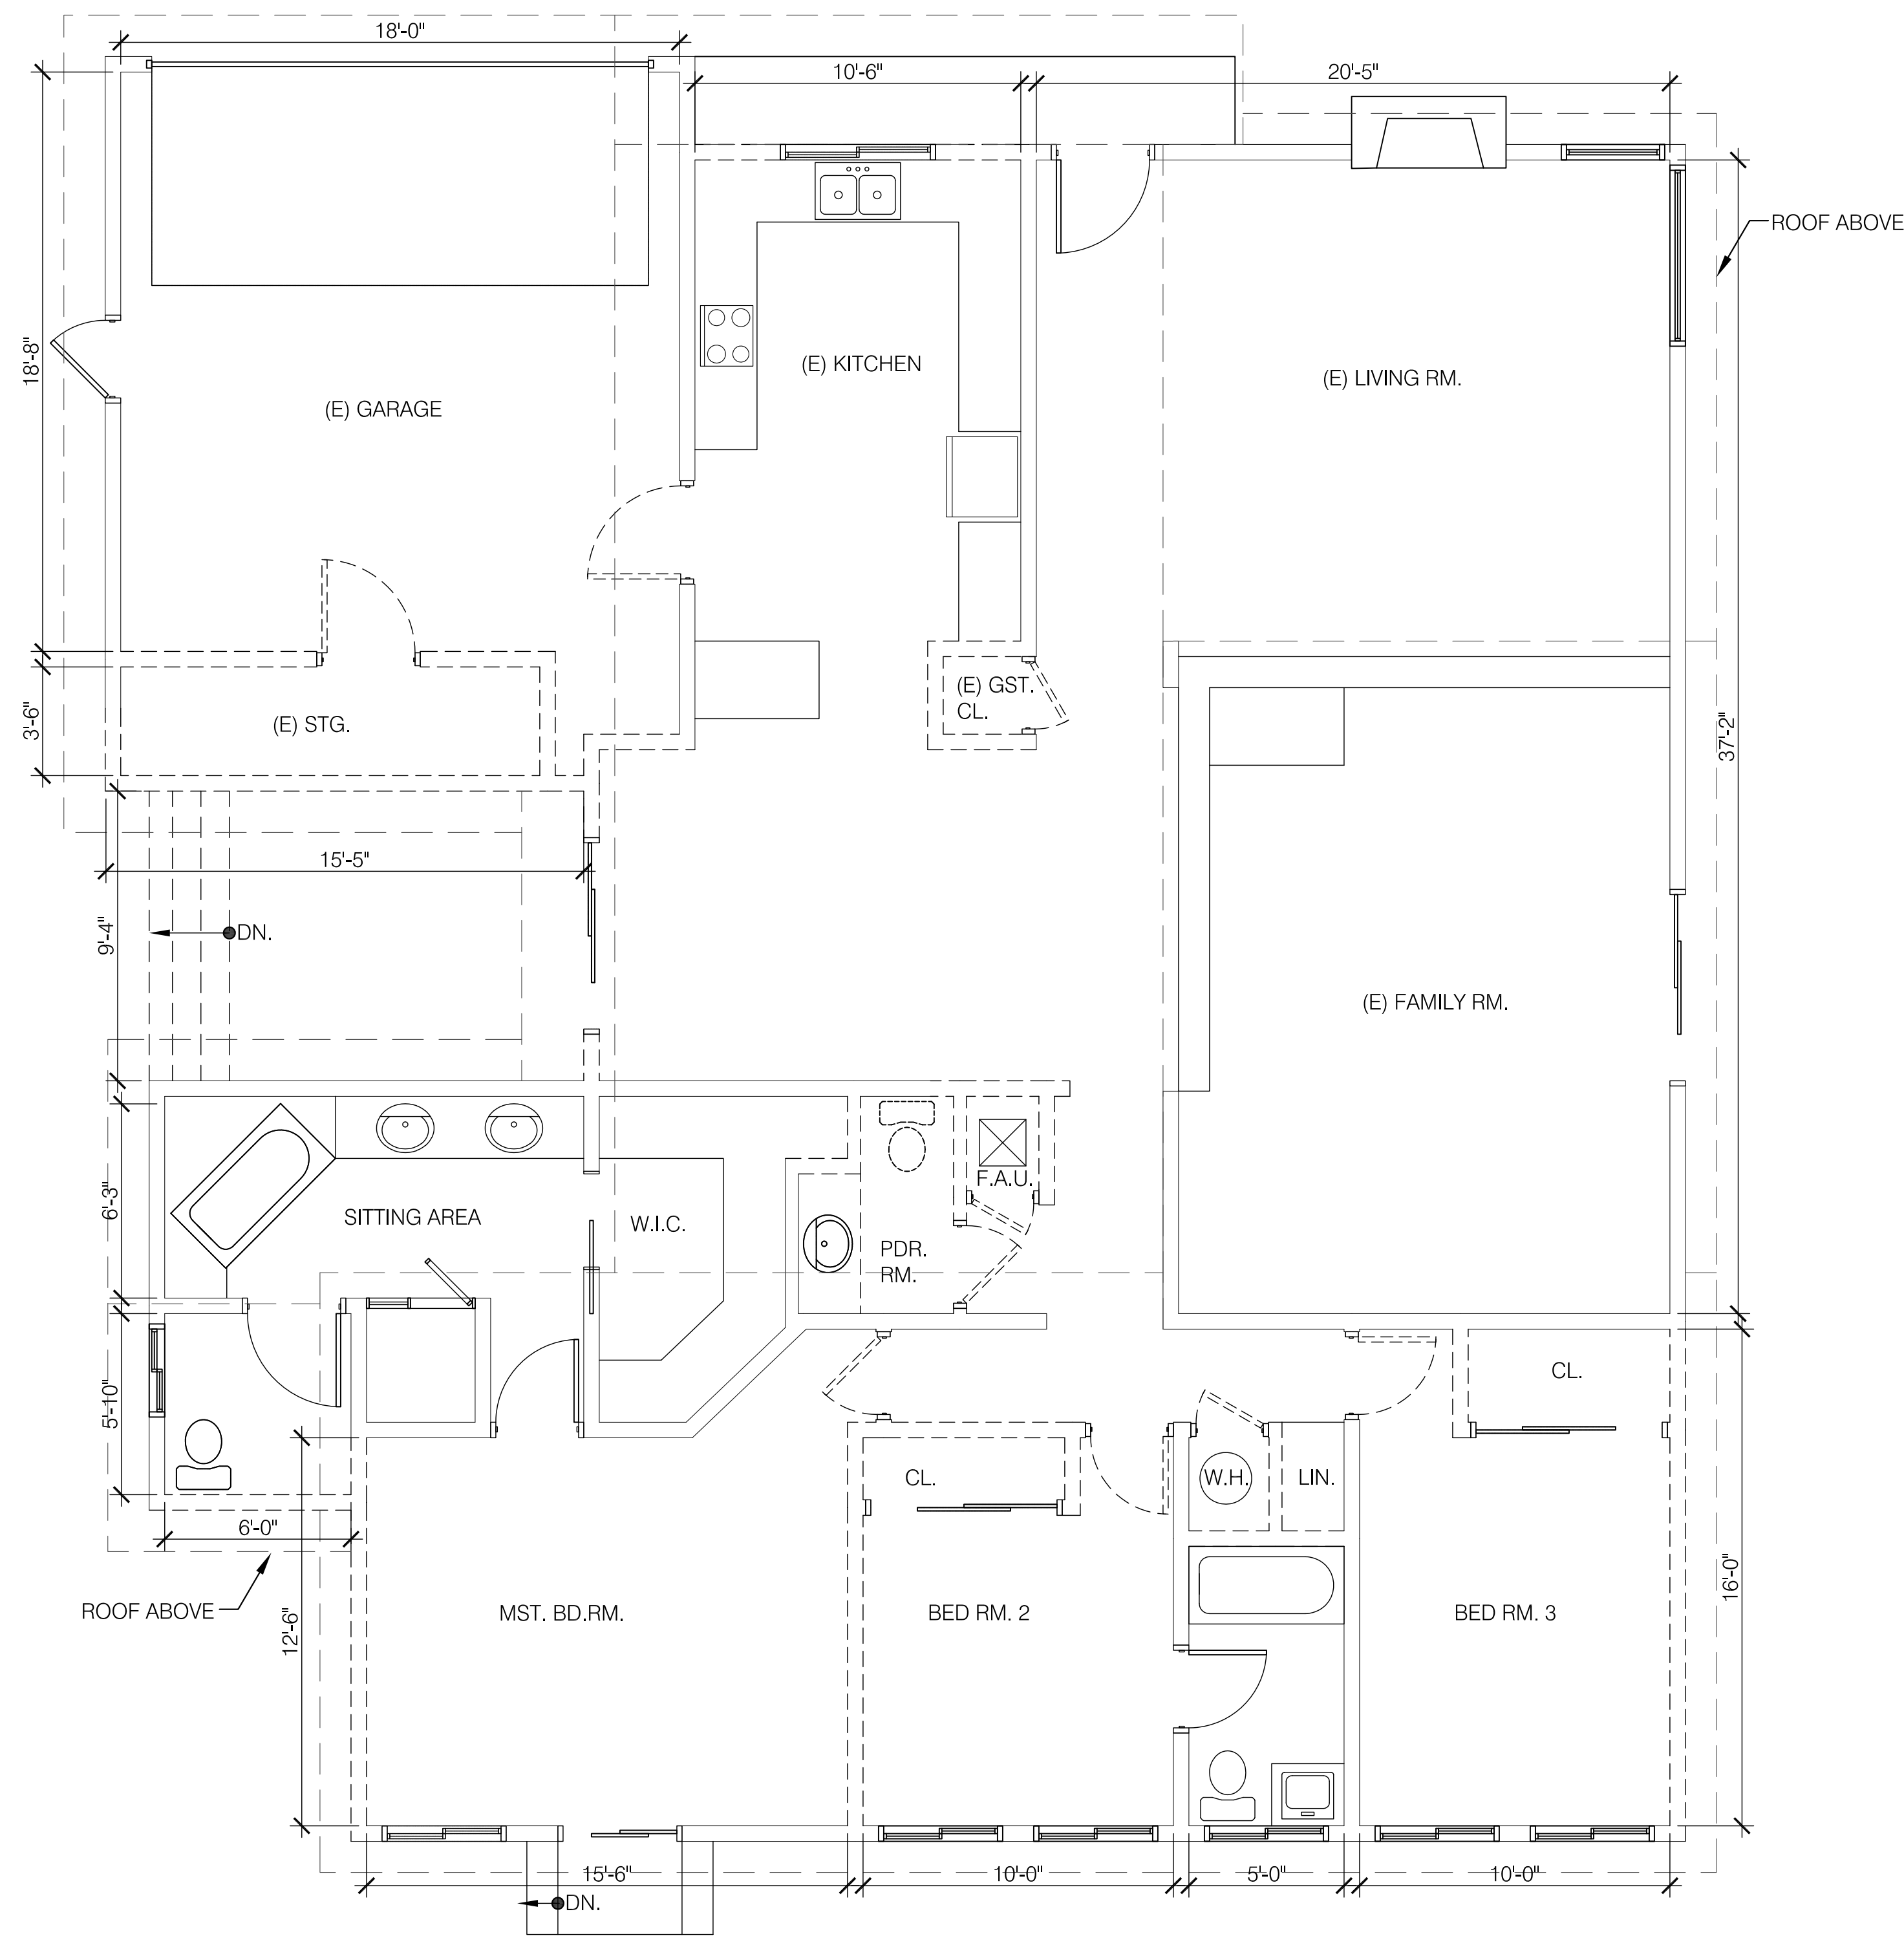 18'-0"
10'-6"
20'-5"
ROOF ABOVE
18'-8"
(E) KITCHEN
(E) LIVING RM.
(E) GARAGE
(E) GST.
CL.
3'-6"
(E) STG.
37'-2"
15'-5"
9'-4"
DN.
(E) FAMILY RM.
F.A.U.
6'-3"
SITTING AREA
W.I.C.
PDR.
RM.
5'-10"
CL.
CL.
W.H.
LIN.
6'-0"
ROOF ABOVE
12'-6"
MST. BD.RM.
BED RM. 2
BED RM. 3
16'-0"
15'-6"
10'-0"
5'-0"
10'-0"
DN.